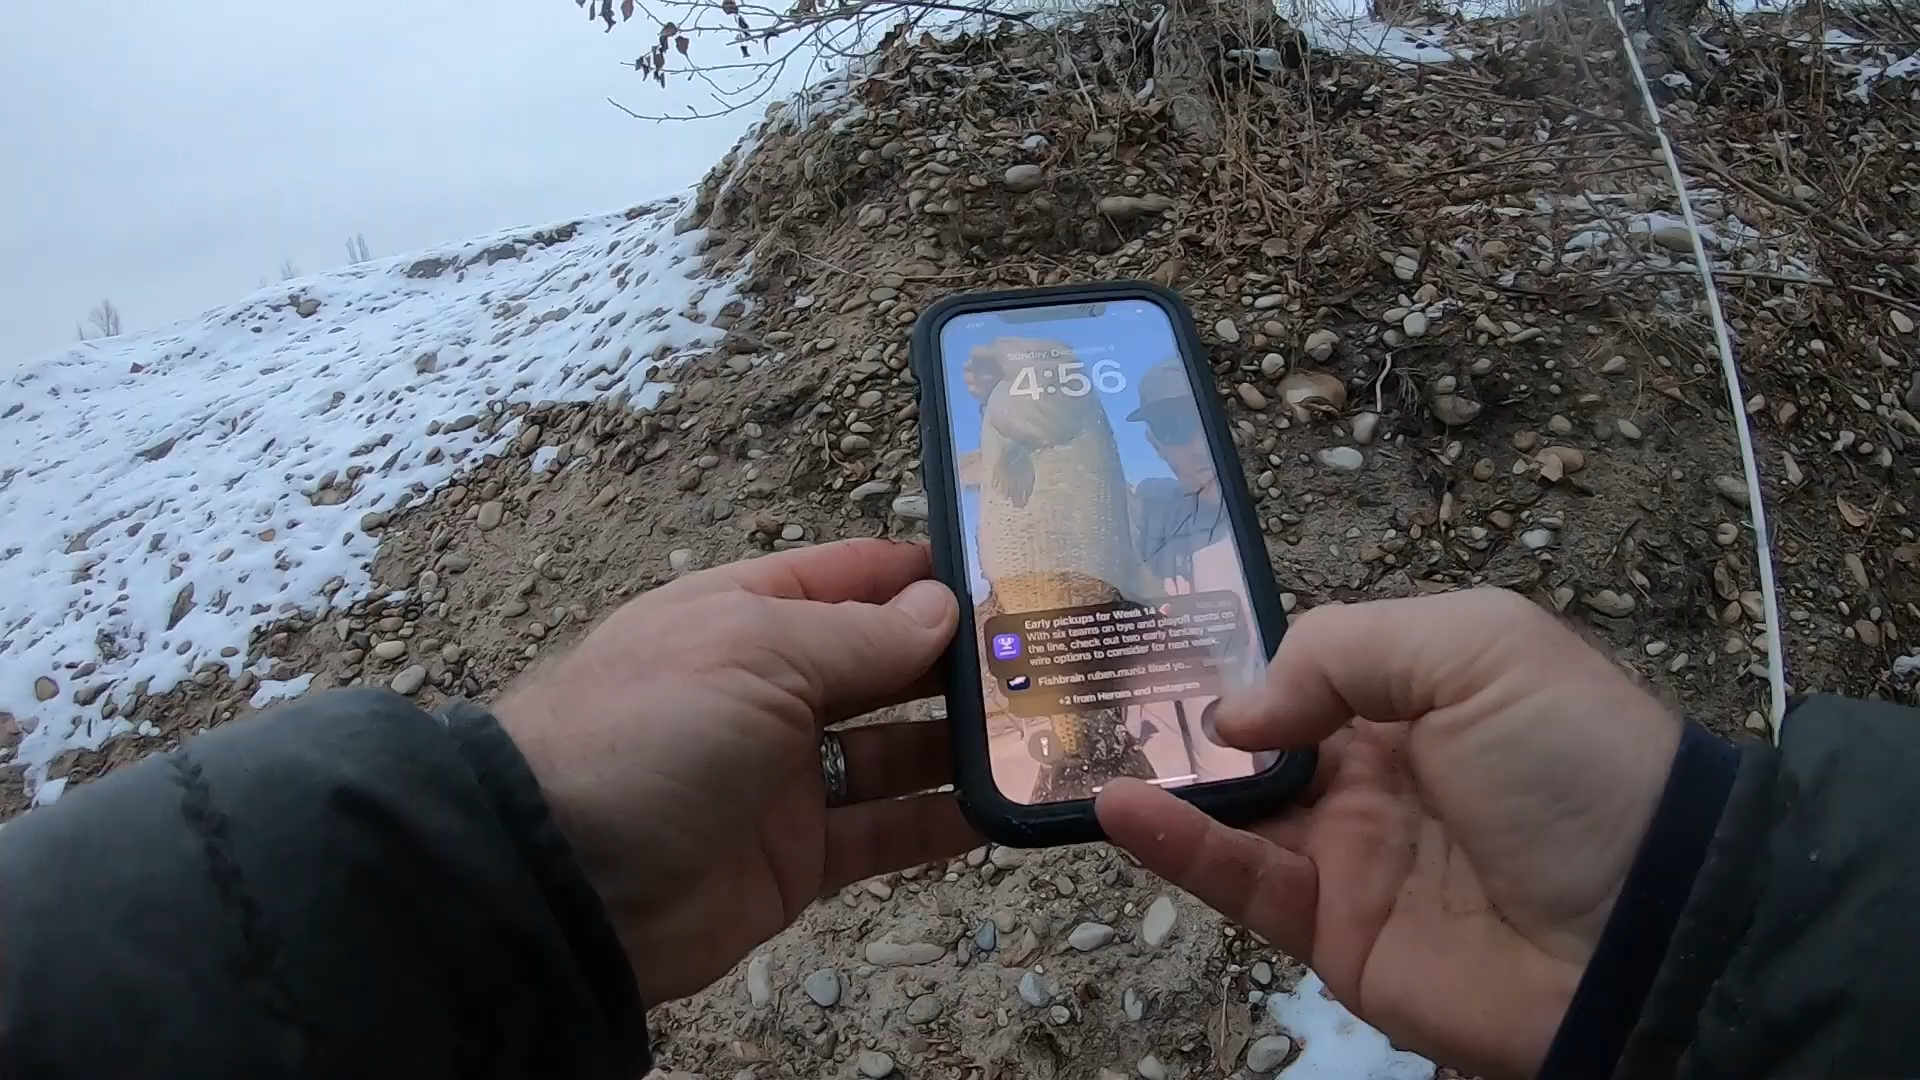 Sunday, December 4
4:56
Early pickups for Week 14
With six teams on bye and playoff spots on
the line, check out two early fantasy waiver
wire options to consider for next week.
Fishbrain ruben.muniz liked yo...
+2 from Heroes and Instagram